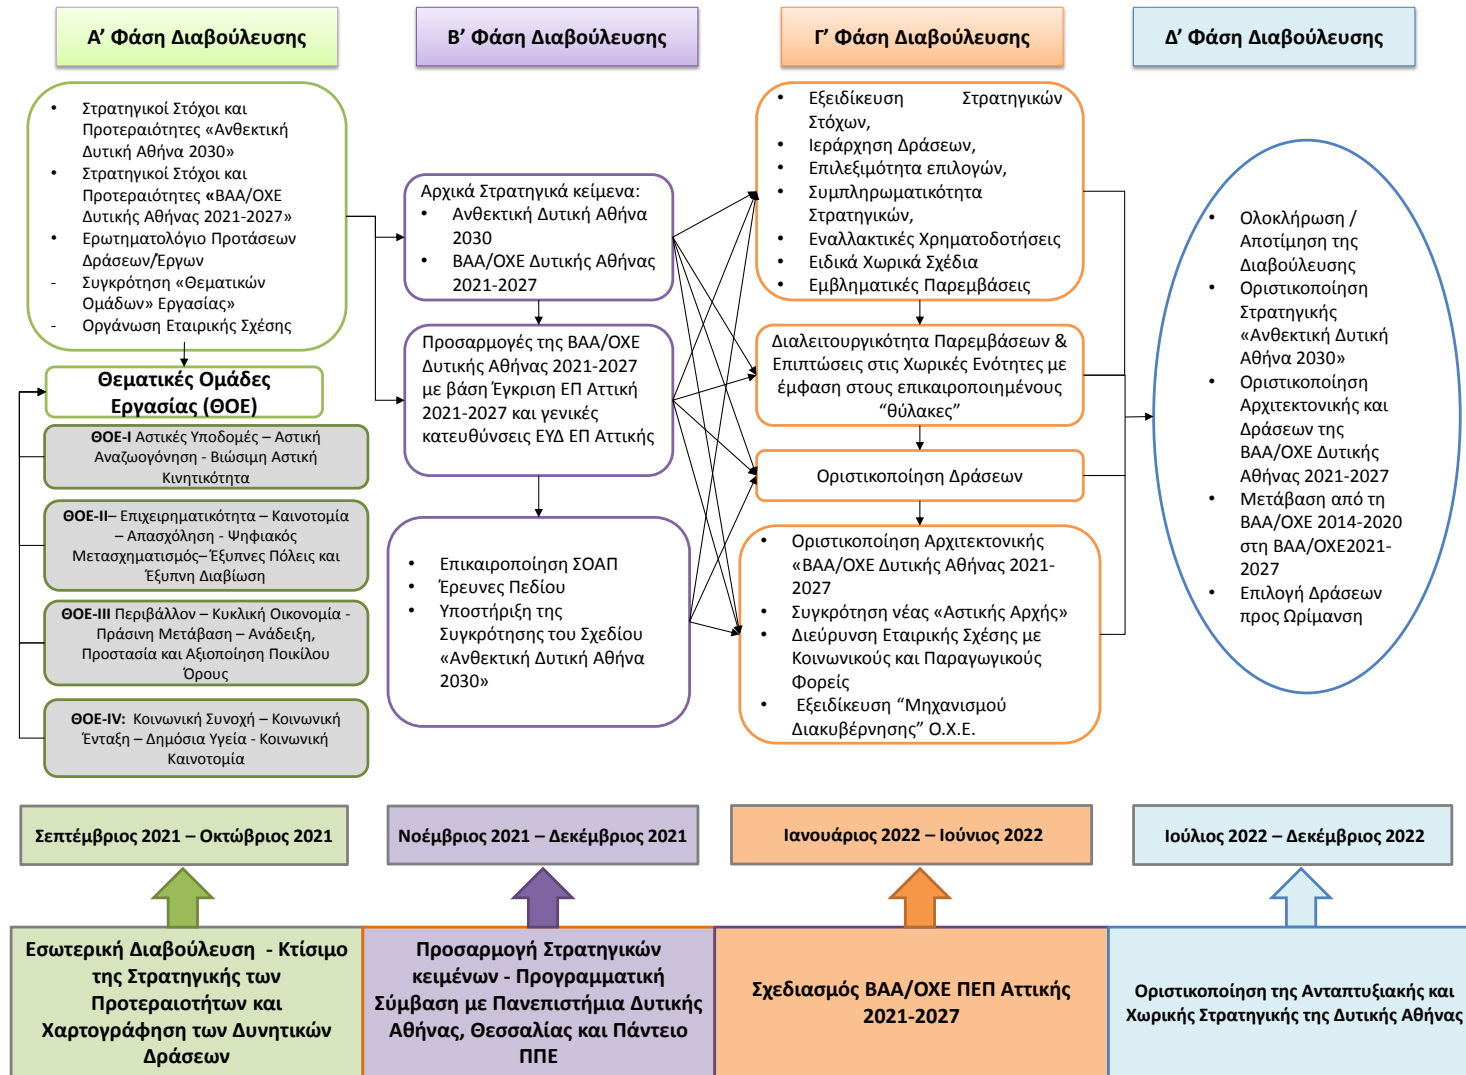 Α’ Φάση Διαβούλευσης
Β’ Φάση Διαβούλευσης
Γ’ Φάση Διαβούλευσης
Δ’ Φάση Διαβούλευσης
• Στρατηγικοί Στόχοι και
Προτεραιότητες «Ανθεκτική
Δυτική Αθήνα 2030»
• Στρατηγικοί Στόχοι και
Προτεραιότητες «ΒΑΑ/ΟΧΕ
Δυτικής Αθήνας 2021-2027»
• Ερωτηματολόγιο Προτάσεων
Δράσεων/Έργων
- Συγκρότηση «Θεματικών
Ομάδων» Εργασίας»
- Οργάνωση Εταιρικής Σχέσης
Θεματικές Ομάδες
Εργασίας (ΘΟΕ)
ΘΟΕ-Ι Αστικές Υποδομές – Αστική
Αναζωογόνηση - Βιώσιμη Αστική
Κινητικότητα
ΘΟΕ-ΙΙ– Επιχειρηματικότητα – Καινοτομία
– Απασχόληση - Ψηφιακός
Μετασχηματισμός– Έξυπνες Πόλεις και
Έξυπνη Διαβίωση
ΘΟΕ-ΙΙΙ Περιβάλλον – Κυκλική Οικονομία -
Πράσινη Μετάβαση – Ανάδειξη,
Προστασία και Αξιοποίηση Ποικίλου
Όρους
ΘΟΕ-IV: Κοινωνική Συνοχή – Κοινωνική
Ένταξη – Δημόσια Υγεία - Κοινωνική
Καινοτομία
Αρχικά Στρατηγικά κείμενα:
• Ανθεκτική Δυτική Αθήνα
2030
• ΒΑΑ/ΟΧΕ Δυτικής Αθήνας
2021-2027
Προσαρμογές της ΒΑΑ/ΟΧΕ
Δυτικής Αθήνας 2021-2027
με βάση Έγκριση ΕΠ Αττική
2021-2027 και γενικές
κατευθύνσεις ΕΥΔ ΕΠ Αττικής
• Επικαιροποίηση ΣΟΑΠ
• Έρευνες Πεδίου
• Υποστήριξη της
Συγκρότησης του Σχεδίου
«Ανθεκτική Δυτική Αθήνα
2030»
• Εξειδίκευση Στρατηγικών
Στόχων,
• Ιεράρχηση Δράσεων,
• Επιλεξιμότητα επιλογών,
• Συμπληρωματικότητα
Στρατηγικών,
• Εναλλακτικές Χρηματοδοτήσεις
• Ειδικά Χωρικά Σχέδια
• Εμβληματικές Παρεμβάσεις
Διαλειτουργικότητα Παρεμβάσεων &
Επιπτώσεις στις Χωρικές Ενότητες με
έμφαση στους επικαιροποιημένους
“θύλακες”
Οριστικοποίηση Δράσεων
• Οριστικοποίηση Αρχιτεκτονικής
«ΒΑΑ/ΟΧΕ Δυτικής Αθήνας 2021-
2027
• Συγκρότηση νέας «Αστικής Αρχής»
• Διεύρυνση Εταιρικής Σχέσης με
Κοινωνικούς και Παραγωγικούς
Φορείς
• Εξειδίκευση “Μηχανισμού
Διακυβέρνησης” Ο.Χ.Ε.
• Ολοκλήρωση /
Αποτίμηση της
Διαβούλευσης
• Οριστικοποίηση
Στρατηγικής
«Ανθεκτική Δυτική
Αθήνα 2030»
• Οριστικοποίηση
Αρχιτεκτονικής και
Δράσεων της
ΒΑΑ/ΟΧΕ Δυτικής
Αθήνας 2021-2027
• Μετάβαση από τη
ΒΑΑ/ΟΧΕ 2014-2020
στη ΒΑΑ/ΟΧΕ2021-
2027
• Επιλογή Δράσεων
προς Ωρίμανση
Σεπτέμβριος 2021 – Οκτώβριος 2021
Νοέμβριος 2021 – Δεκέμβριος 2021
Ιανουάριος 2022 – Ιούνιος 2022
Ιούλιος 2022 – Δεκέμβριος 2022
Εσωτερική Διαβούλευση - Κτίσιμο
της Στρατηγικής των
Προτεραιοτήτων και
Χαρτογράφηση των Δυνητικών
Δράσεων
Προσαρμογή Στρατηγικών
κειμένων - Προγραμματική
Σύμβαση με Πανεπιστήμια Δυτικής
Αθήνας, Θεσσαλίας και Πάντειο
ΠΠΕ
Σχεδιασμός ΒΑΑ/ΟΧΕ ΠΕΠ Αττικής
2021-2027
Οριστικοποίηση της Ανταπτυξιακής και
Χωρικής Στρατηγικής της Δυτικής Αθήνας